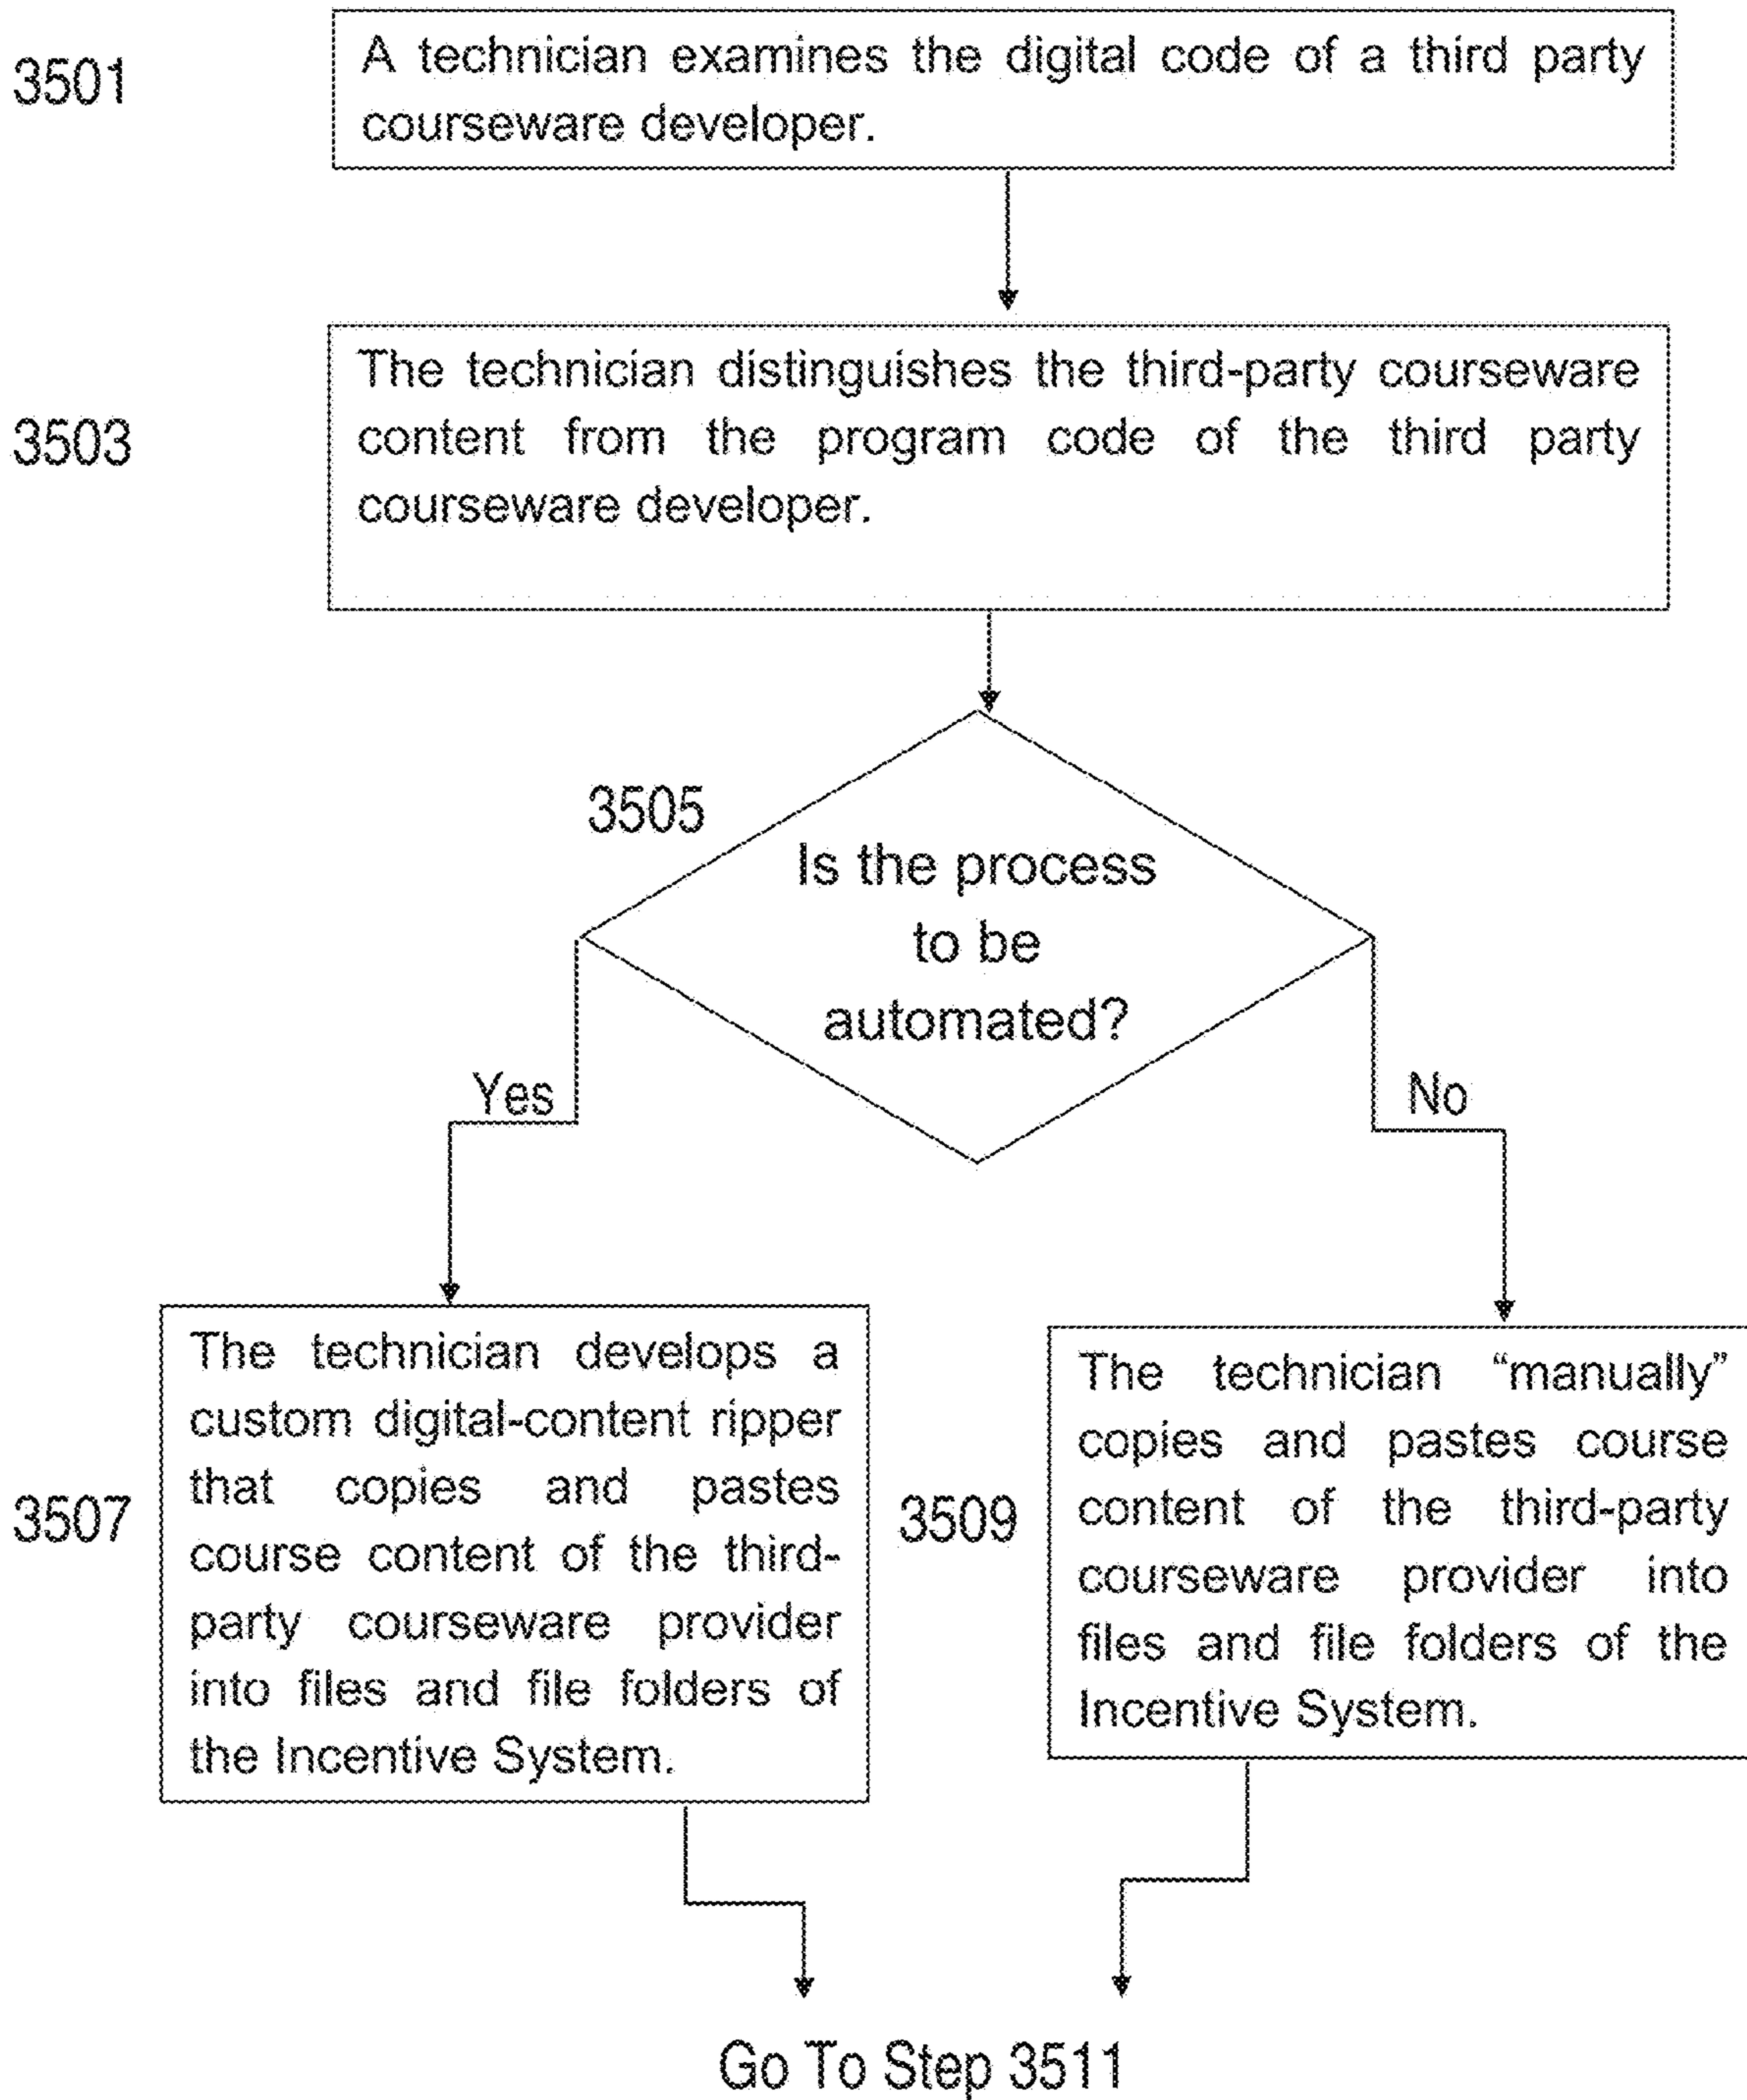 3501
A technician examines the digital code of a third party
courseware developer.
3503
The technician distinguishes the third-party courseware
content from the program code of the third party
courseware developer.
3505
Is the process
to be
automated?
Yes
No
3507
The technician develops a
custom digital-content ripper
that copies and pastes
course content of the third-
party courseware provider
into files and file folders of
the Incentive System.
3509
The technician “manually”
copies and pastes course
content of the third-party
courseware provider into
files and file folders of the
Incentive System.
Go To Step 3511